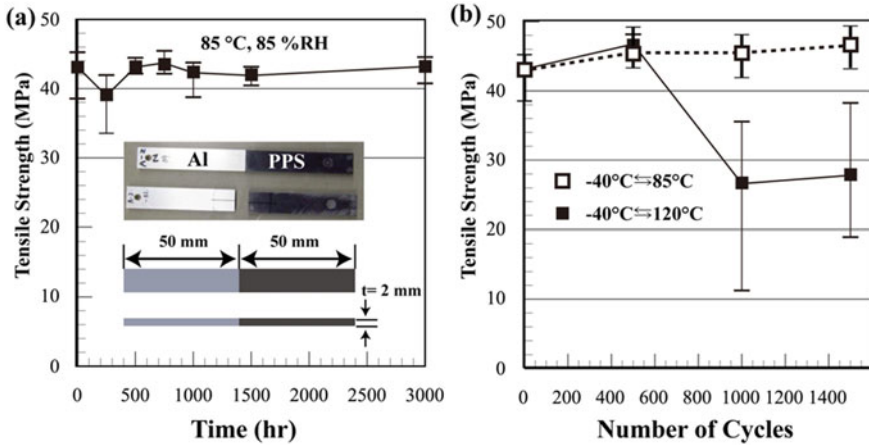 (a)
50
40
30
20
10
0
Tensile Strength (MPa)
85 °C, 85 %RH
Al
PPS
50 mm
50 mm
t= 2 mm
0
500
1000
1500
2000
2500
3000
Time (hr)
(b)
50
40
30
20
10
0
Tensile Strength (MPa)
-40°C⇆85°C
-40°C⇆120°C
0
200
400
600
800
1000
1200
1400
Number of Cycles